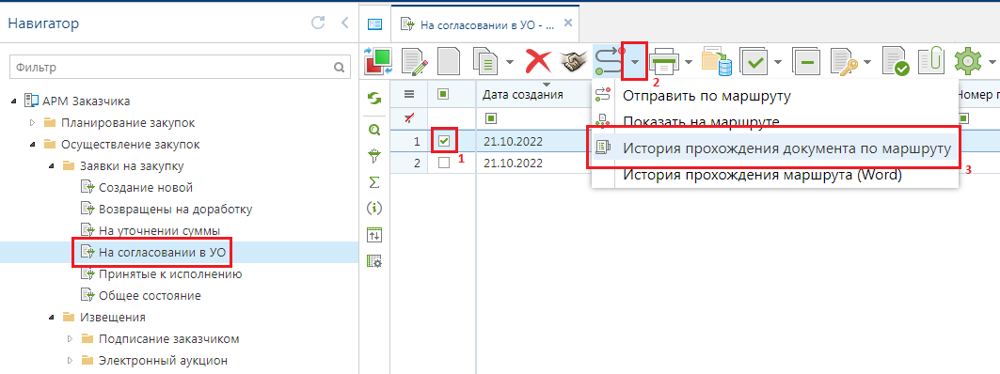 Навигатор
На согласовании в УО - ...
Фильтр
2
АРМ Заказчика
Планирование закупок
Осуществление закупок
Заявки на закупку
Создание новой
Возвращены на доработку
На уточнении суммы
На согласовании в УО
Принятые к исполнению
Общее состояние
Извещения
Подписание заказчиком
Электронный аукцион
Дата создания
Номер п
1
21.10.2022
1
2
21.10.2022
Отправить по маршруту
Показать на маршруте
История прохождения документа по маршруту
3
История прохождения маршрута (Word)